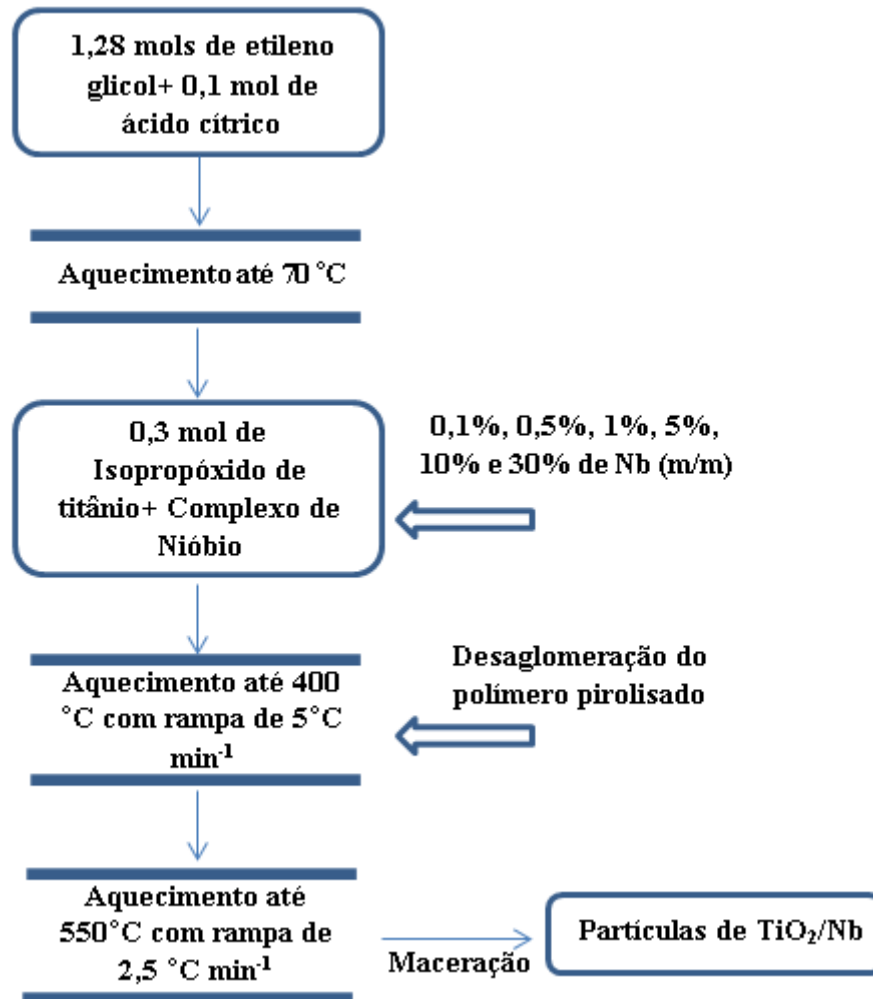 1,28 mols de etileno
glicol+ 0,1 mol de
ácido cítrico
Aquecimento até 70 °C
0,3 mol de
Isopropóxido de
titânio+ Complexo de
Nióbio
0,1%, 0,5%, 1%, 5%,
10% e 30% de Nb (m/m)
Aquecimento até 400
°C com rampa de 5°C
min⁻¹
Desaglomeração do
polímero pirolisado
Aquecimento até
550°C com rampa de
2,5 °C min⁻¹
Maceração
Partículas de TiO₂/Nb